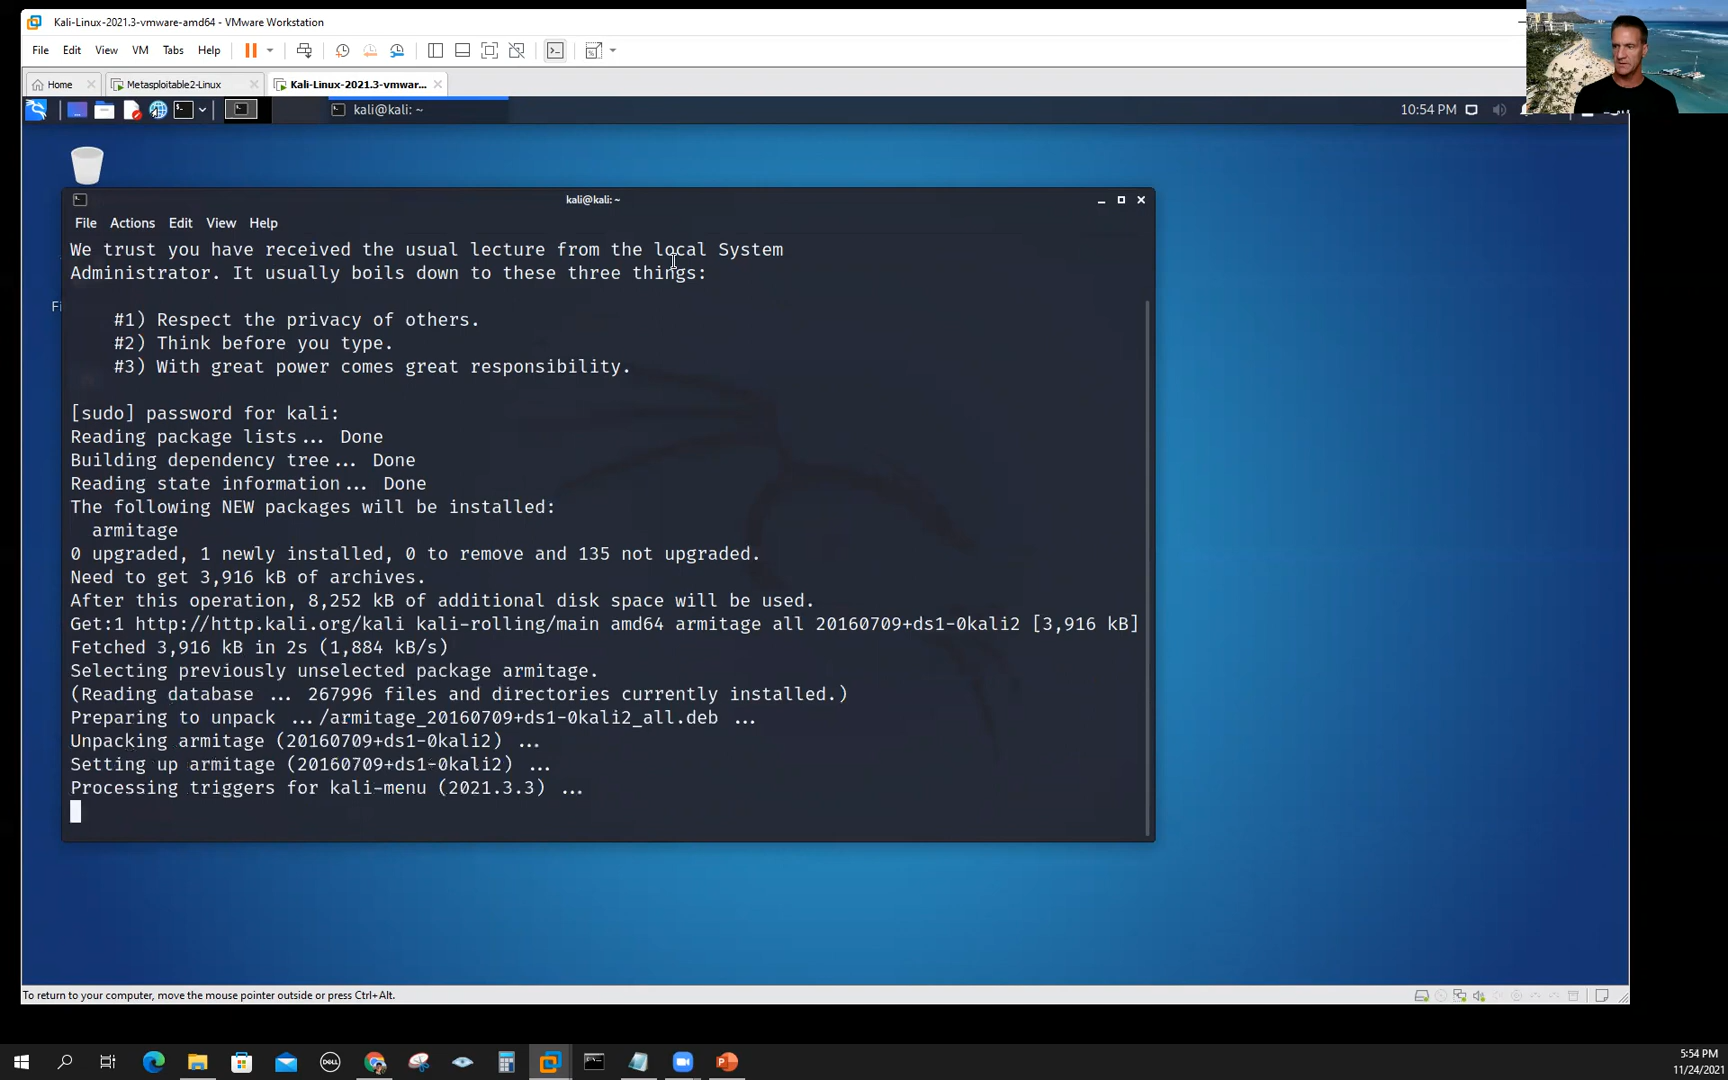 Kali-Linux-2021.3-vmware-amd64 - VMware Workstation
File Edit View VM Tabs Help
Home Metasploitable2-Linux Kali-Linux-2021.3-vmwar...
kali@kali: ~ 10:54 PM
kali@kali: ~
File Actions Edit View Help
We trust you have received the usual lecture from the local System
Administrator. It usually boils down to these three things:
Fi
#1) Respect the privacy of others.
#2) Think before you type.
#3) With great power comes great responsibility.
[sudo] password for kali:
Reading package lists... Done
Building dependency tree... Done
Reading state information... Done
The following NEW packages will be installed:
armitage
0 upgraded, 1 newly installed, 0 to remove and 135 not upgraded.
Need to get 3,916 kB of archives.
After this operation, 8,252 kB of additional disk space will be used.
Get:1 http://http.kali.org/kali kali-rolling/main amd64 armitage all 20160709+ds1-0kali2 [3,916 kB]
Fetched 3,916 kB in 2s (1,884 kB/s)
Selecting previously unselected package armitage.
(Reading database ... 267996 files and directories currently installed.)
Preparing to unpack .../armitage_20160709+ds1-0kali2_all.deb ...
Unpacking armitage (20160709+ds1-0kali2) ...
Setting up armitage (20160709+ds1-0kali2) ...
Processing triggers for kali-menu (2021.3.3) ...
To return to your computer, move the mouse pointer outside or press Ctrl+Alt.
DELL
5:54 PM
11/24/2021